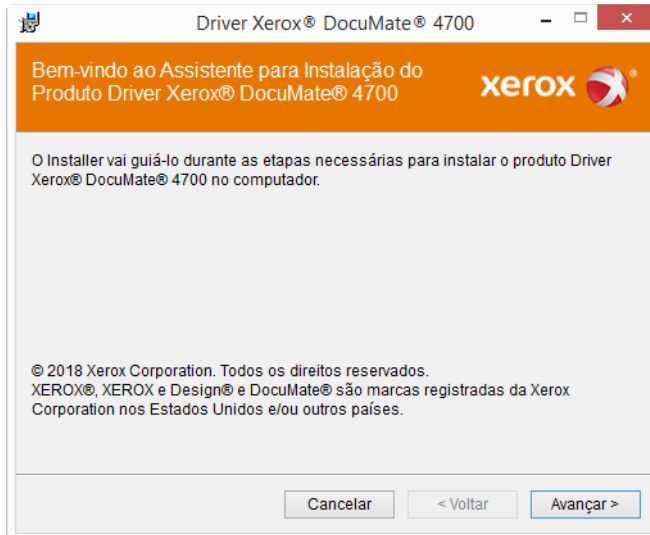 Driver Xerox® DocuMate® 4700
Bem-vindo ao Assistente para Instalação do
Produto Driver Xerox® DocuMate® 4700
xerox
O Installer vai guiá-lo durante as etapas necessárias para instalar o produto Driver
Xerox® DocuMate® 4700 no computador.
© 2018 Xerox Corporation. Todos os direitos reservados.
XEROX®, XEROX e Design® e DocuMate® são marcas registradas da Xerox
Corporation nos Estados Unidos e/ou outros países.
Cancelar < Voltar Avançar >